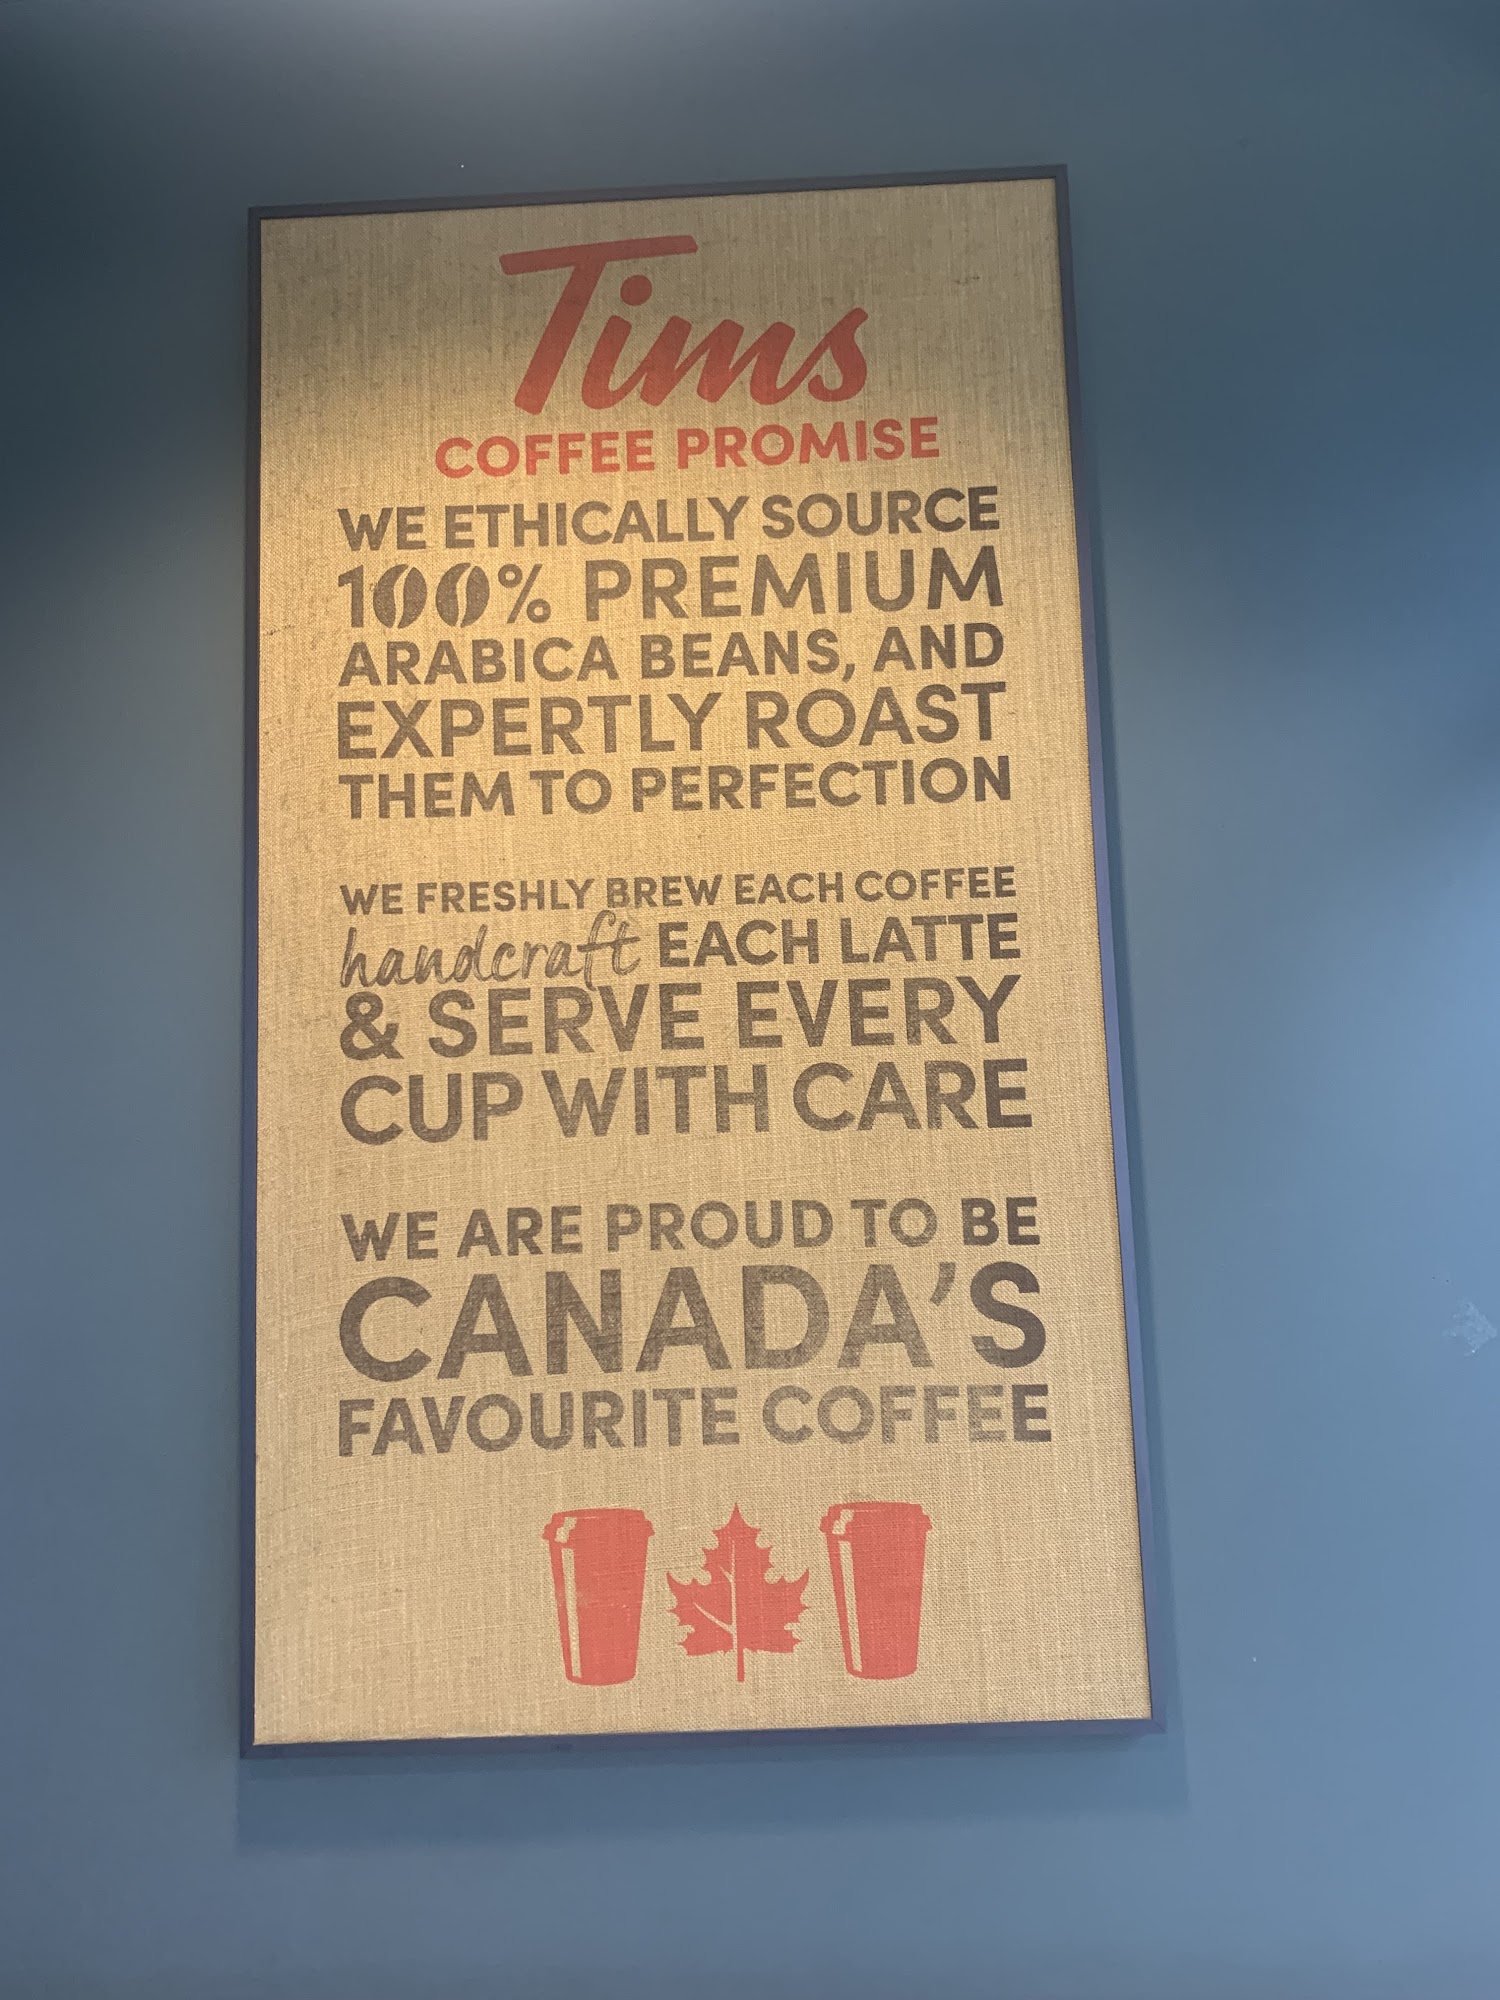 Tims
COFFEE PROMISE
WE ETHICALLY SOURCE
100% PREMIUM
ARABICA BEANS, AND
EXPERTLY ROAST
THEM TO PERFECTION
WE FRESHLY BREW EACH COFFEE
handcraft EACH LATTE
& SERVE EVERY
CUP WITH CARE
WE ARE PROUD TO BE
CANADA'S
FAVOURITE COFFEE